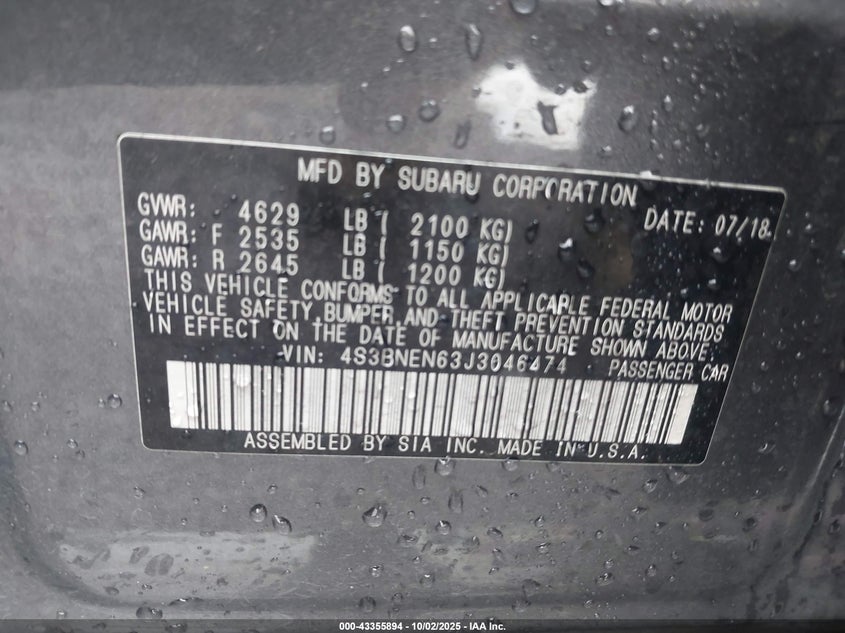 MFD BY SUBARU CORPORATION
GVWR: 4629 LB ( 2100 KG) DATE: 07/18
GAWR: F 2535 LB ( 1150 KG)
GAWR: R 2645 LB ( 1200 KG)
THIS VEHICLE CONFORMS TO ALL APPLICABLE FEDERAL MOTOR
VEHICLE SAFETY, BUMPER, AND THEFT PREVENTION STANDARDS
IN EFFECT ON THE DATE OF MANUFACTURE SHOWN ABOVE.
VIN: 4S3BNEN63J3046474 PASSENGER CAR
ASSEMBLED BY SIA INC. MADE IN U.S.A.
000-43355894 - 10/02/2025 - IAA Inc.